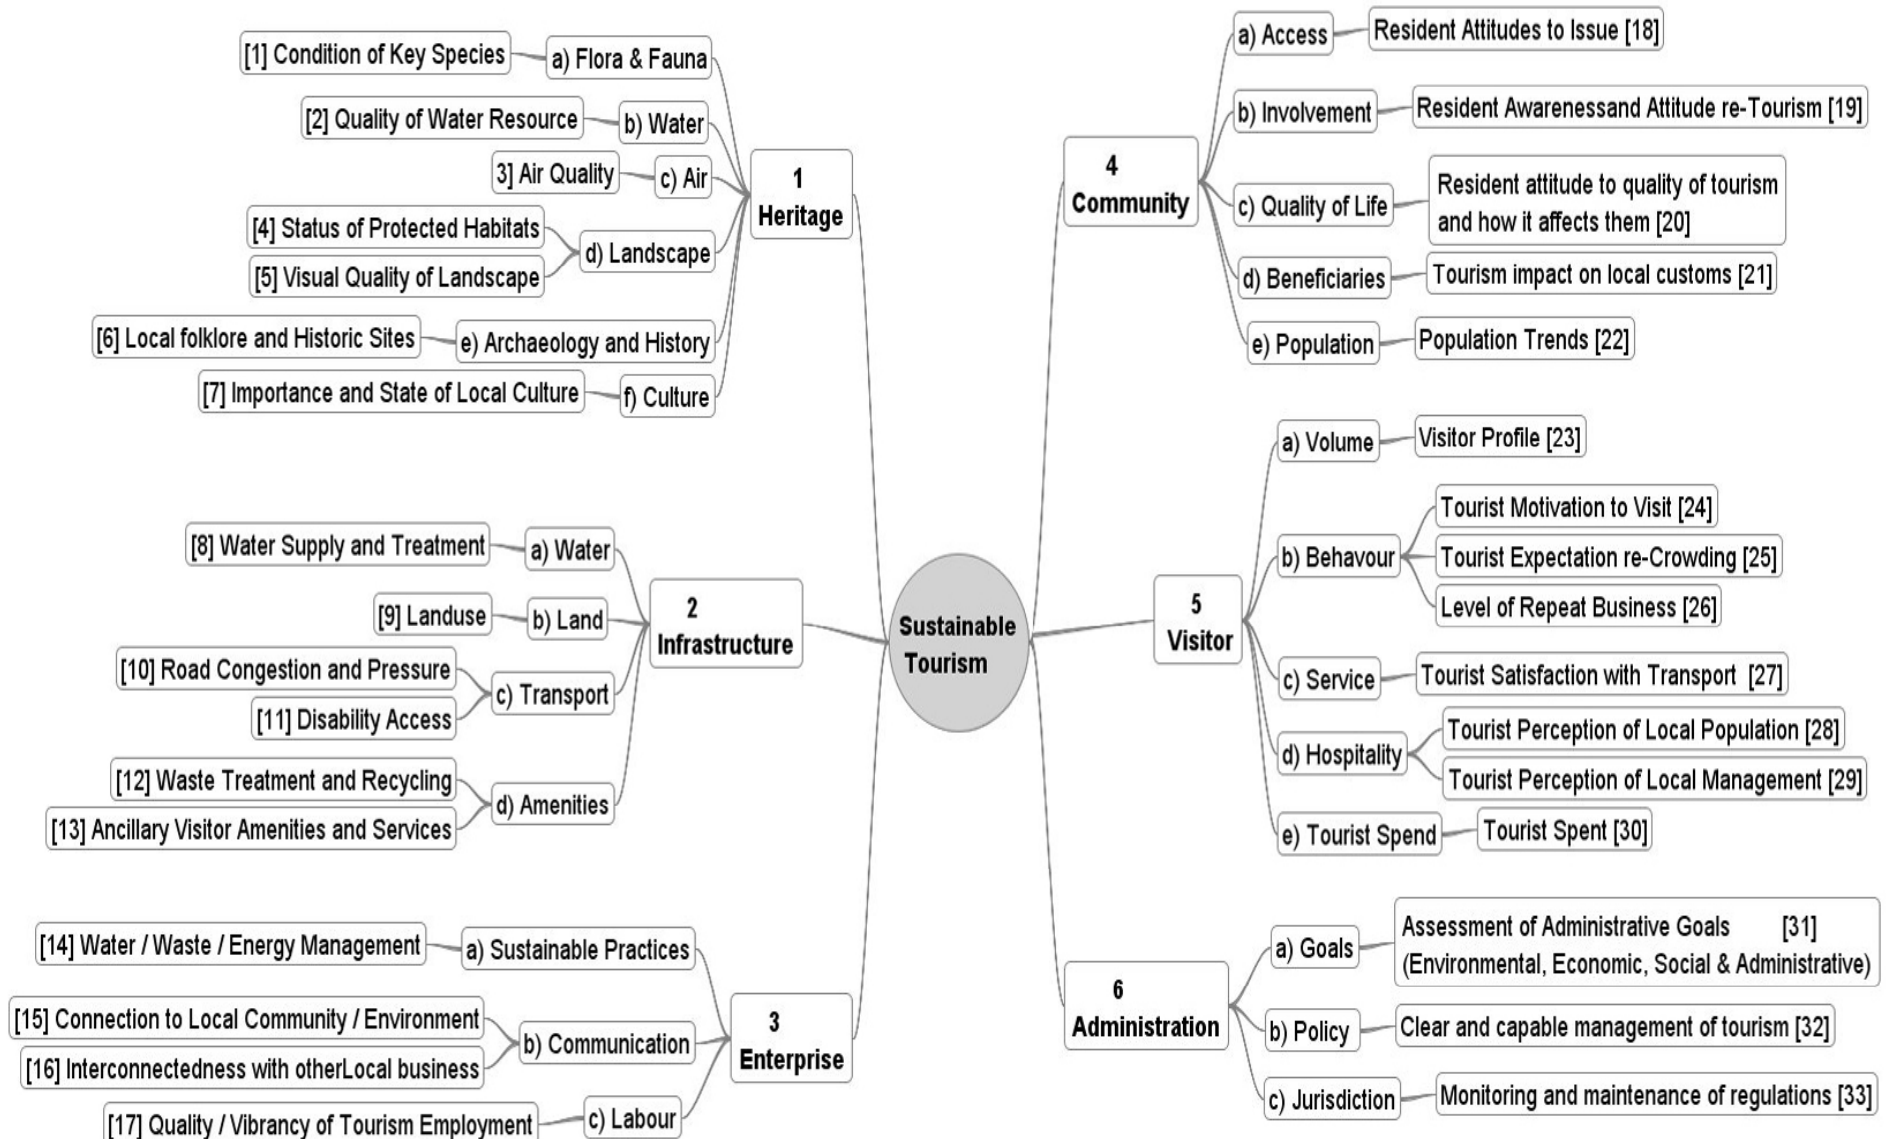 [1] Condition of Key Species
a) Flora & Fauna
[2] Quality of Water Resource
b) Water
3] Air Quality
c) Air
[4] Status of Protected Habitats
[5] Visual Quality of Landscape
d) Landscape
[6] Local folklore and Historic Sites
e) Archaeology and History
[7] Importance and State of Local Culture
f) Culture
1
Heritage
[8] Water Supply and Treatment
a) Water
[9] Landuse
b) Land
[10] Road Congestion and Pressure
[11] Disability Access
c) Transport
[12] Waste Treatment and Recycling
[13] Ancillary Visitor Amenities and Services
d) Amenities
2
Infrastructure
[14] Water / Waste / Energy Management
a) Sustainable Practices
[15] Connection to Local Community / Environment
[16] Interconnectedness with otherLocal business
b) Communication
[17] Quality / Vibrancy of Tourism Employment
c) Labour
3
Enterprise
Sustainable
Tourism
4
Community
a) Access
Resident Attitudes to Issue [18]
b) Involvement
Resident Awarenessand Attitude re-Tourism [19]
c) Quality of Life
Resident attitude to quality of tourism
and how it affects them [20]
d) Beneficiaries
Tourism impact on local customs [21]
e) Population
Population Trends [22]
5
Visitor
a) Volume
Visitor Profile [23]
b) Behavour
Tourist Motivation to Visit [24]
Tourist Expectation re-Crowding [25]
Level of Repeat Business [26]
c) Service
Tourist Satisfaction with Transport [27]
d) Hospitality
Tourist Perception of Local Population [28]
Tourist Perception of Local Management [29]
e) Tourist Spend
Tourist Spent [30]
6
Administration
a) Goals
Assessment of Administrative Goals [31]
(Environmental, Economic, Social & Administrative)
b) Policy
Clear and capable management of tourism [32]
c) Jurisdiction
Monitoring and maintenance of regulations [33]